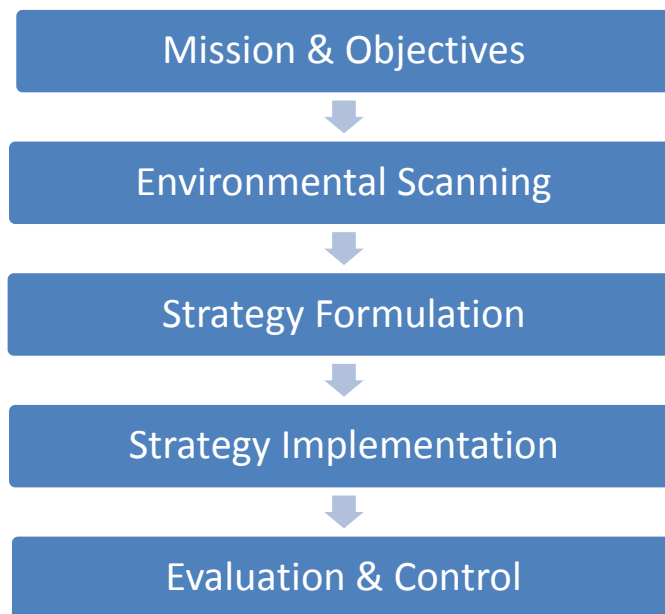 Mission & Objectives
Environmental Scanning
Strategy Formulation
Strategy Implementation
Evaluation & Control